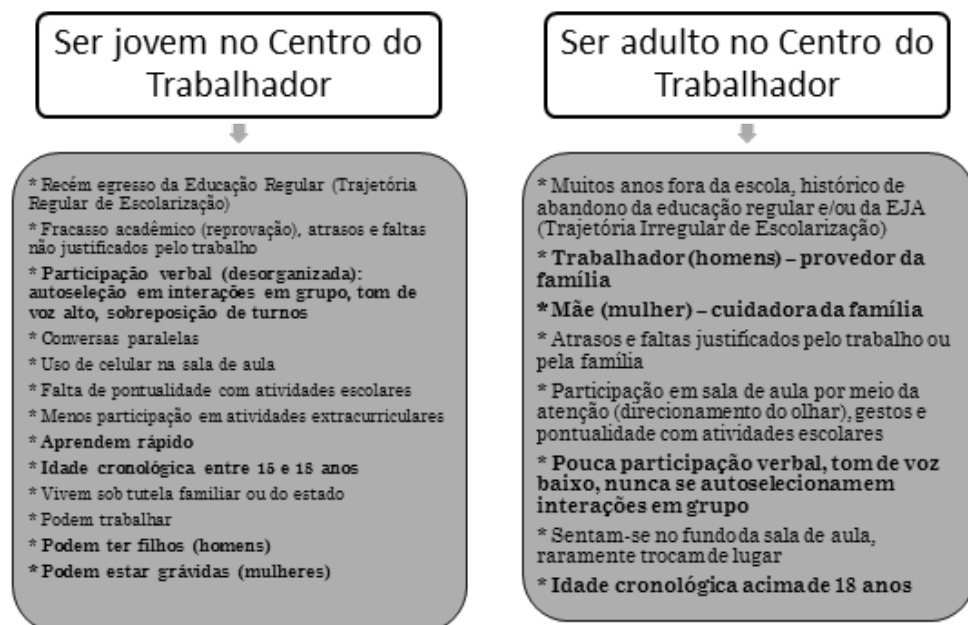 Ser jovem no Centro do
Trabalhador
* Recém egresso da Educação Regular (Trajetória
Regular de Escolarização)
* Fracasso acadêmico (reprovação), atrasos e faltas
não justificados pelo trabalho
* Participação verbal (desorganizada):
autoseleção em interações em grupo, tom de
voz alto, sobreposição de turnos
* Conversas paralelas
* Uso de celular na sala de aula
* Falta de pontualidade com atividades escolares
* Menos participação em atividades extracurriculares
* Aprendem rápido
* Idade cronológica entre 15 e 18 anos
* Vivem sob tutela familiar ou do estado
* Podem trabalhar
* Podem ter filhos (homens)
* Podem estar grávidas (mulheres)
Ser adulto no Centro do
Trabalhador
* Muitos anos fora da escola, histórico de
abandono da educação regular e/ou da EJA
(Trajetória Irregular de Escolarização)
* Trabalhador (homens) – provedor da
família
* Mãe (mulher) – cuidadora da família
* Atrasos e faltas justificados pelo trabalho ou
pela família
* Participação em sala de aula por meio da
atenção (direcionamento do olhar), gestos e
pontualidade com atividades escolares
* Pouca participação verbal, tom de voz
baixo, nunca se autoselecionamem
interações em grupo
* Sentam-se no fundo da sala de aula,
raramente trocam de lugar
* Idade cronológica acima de 18 anos